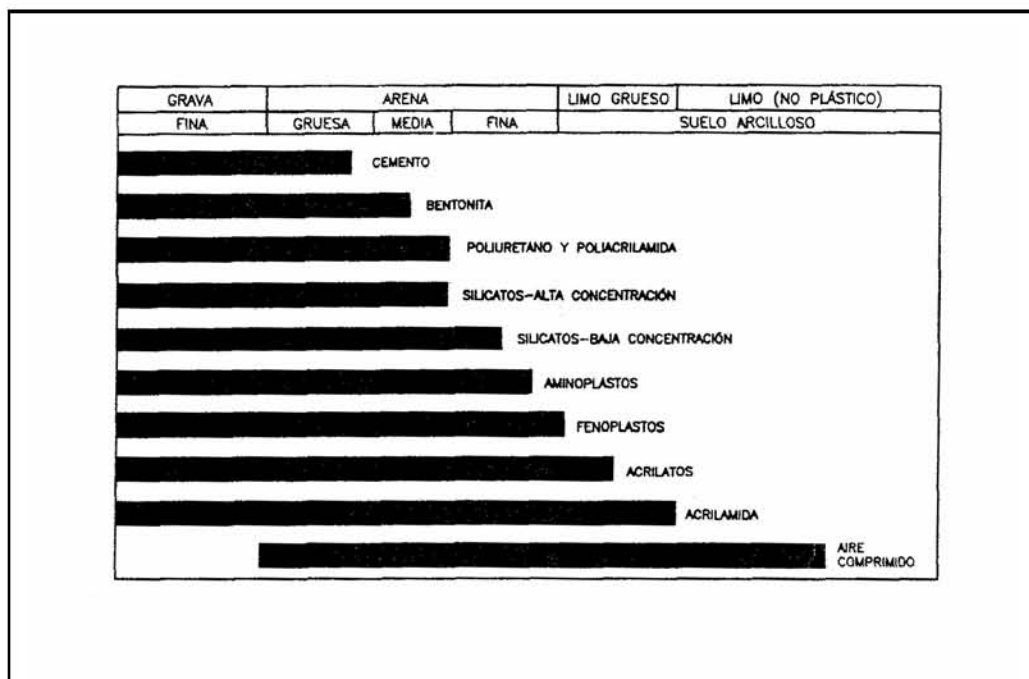 GRAVA ARENA LIMO GRUESO LIMO (NO PLÁSTICO)
FINA GRUESA MEDIA FINA SUELO ARCILLOSO
CEMENTO
BENTONITA
POLIURETANO Y POLIACRILAMIDA
SILICATOS-ALTA CONCENTRACIÓN
SILICATOS-BAJA CONCENTRACIÓN
AMINOPLASTOS
FENOPLASTOS
ACRILATOS
ACRILAMIDA
AIRE
COMPRIMIDO